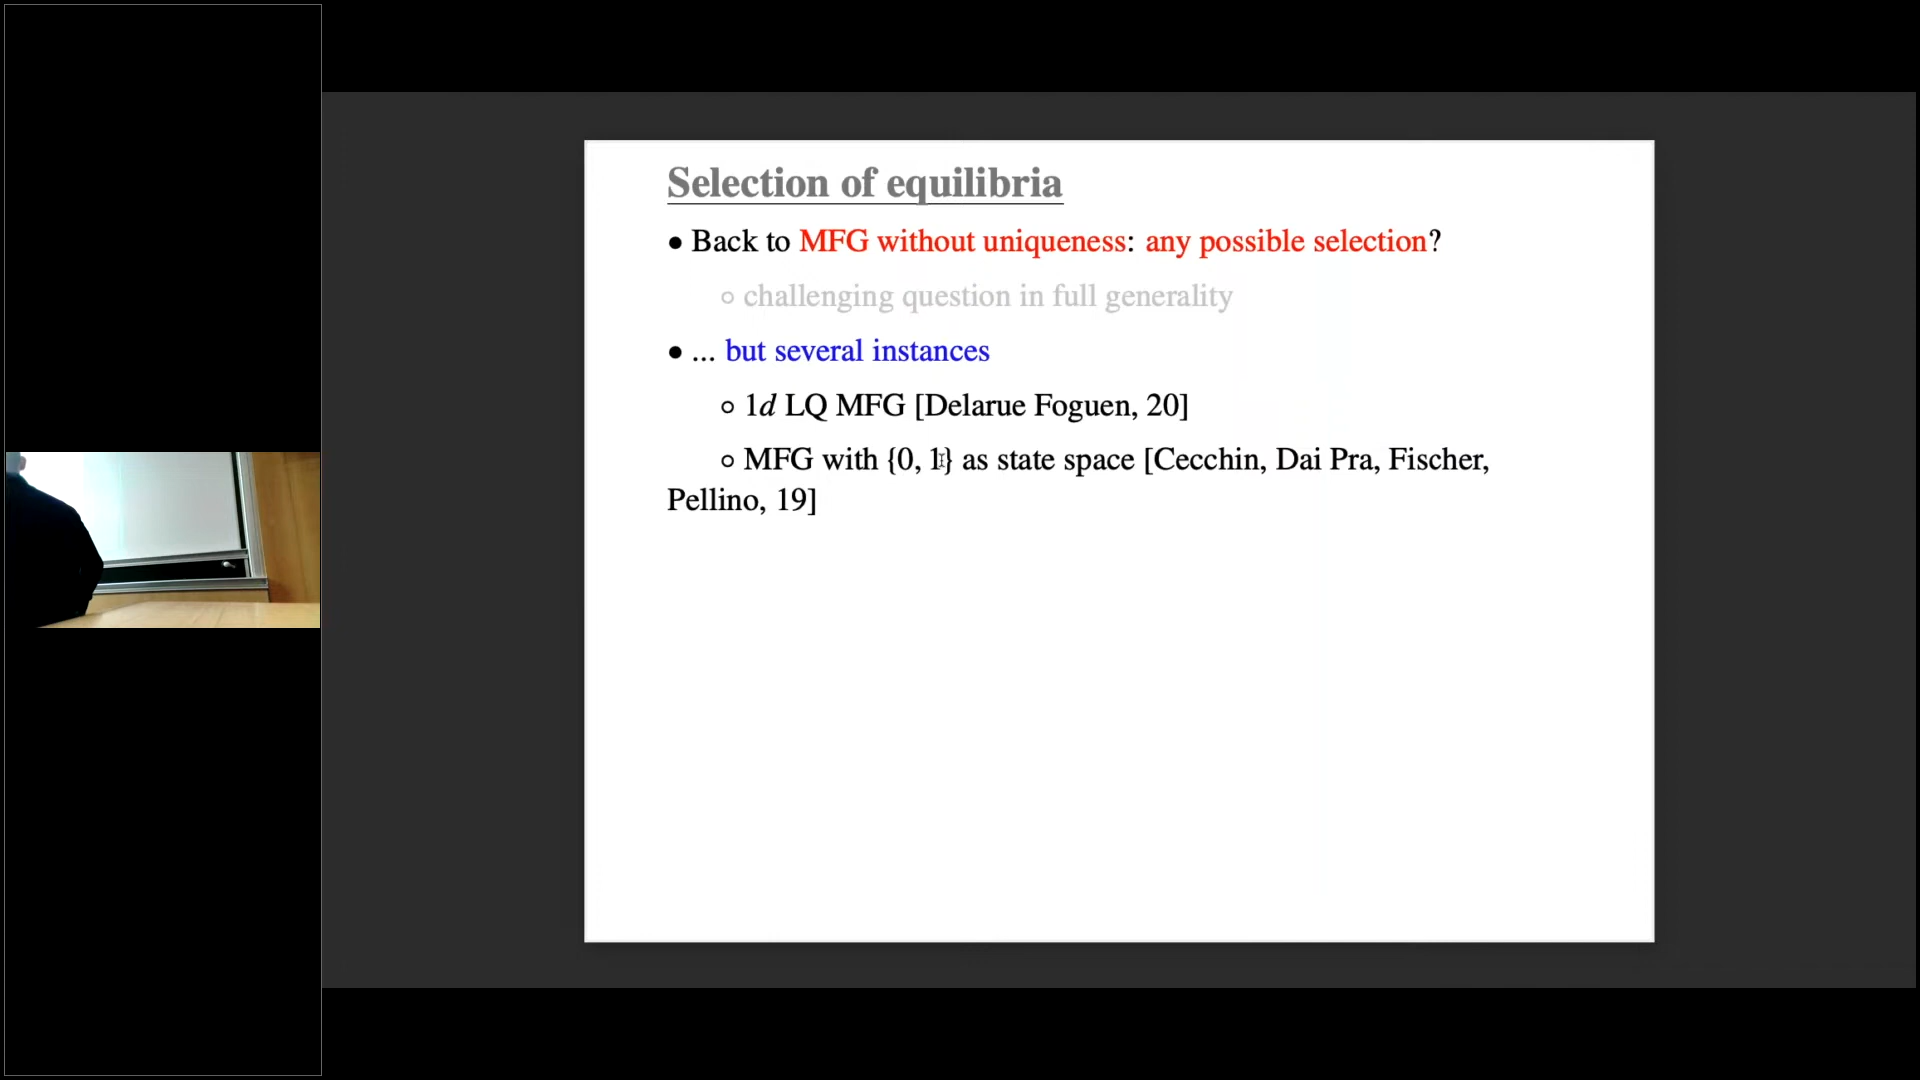 Selection of equilibria
● Back to MFG without uniqueness: any possible selection?
○ challenging question in full generality
● ... but several instances
○ 1d LQ MFG [Delarue Foguen, 20]
○ MFG with {0, 1} as state space [Cecchin, Dai Pra, Fischer,
Pellino, 19]